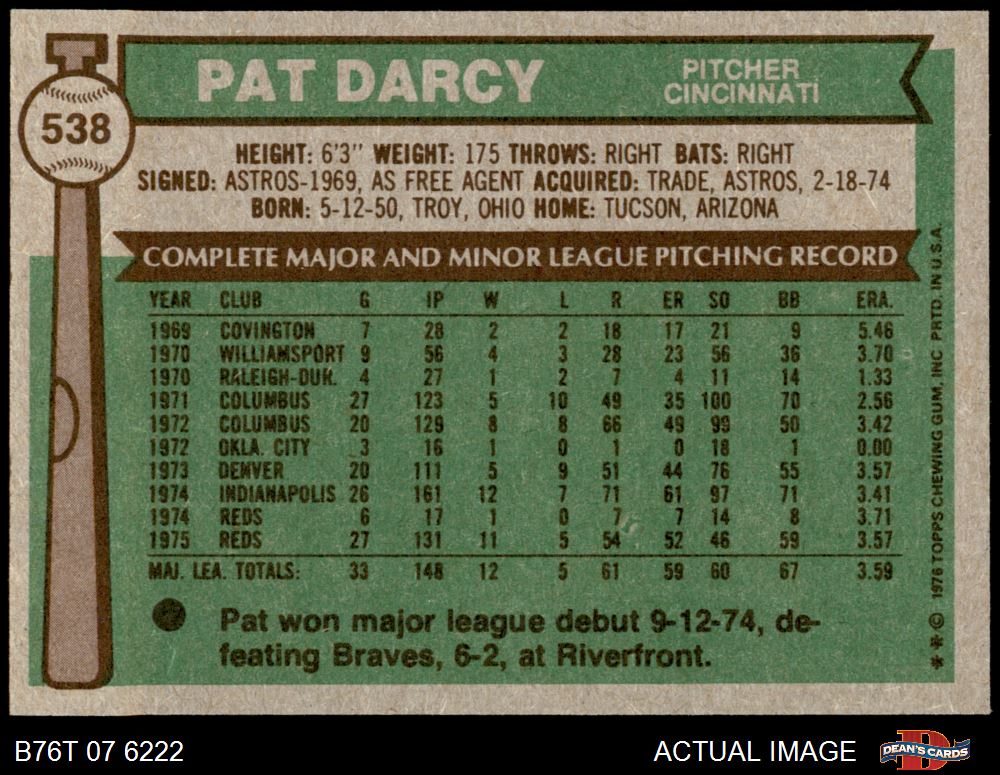 538
PAT DARCY
PITCHER
CINCINNATI
HEIGHT: 6'3" WEIGHT: 175 THROWS: RIGHT BATS: RIGHT
SIGNED: ASTROS-1969, AS FREE AGENT ACQUIRED: TRADE, ASTROS, 2-18-74
BORN: 5-12-50, TROY, OHIO HOME: TUCSON, ARIZONA
COMPLETE MAJOR AND MINOR LEAGUE PITCHING RECORD
YEAR CLUB G IP W L R ER SO BB ERA.
1969 COVINGTON 7 28 2 2 18 17 21 9 5.46
1970 WILLIAMSPORT 9 56 4 3 28 23 56 36 3.70
1970 RALEIGH-DUR. 4 27 1 2 7 4 11 14 1.33
1971 COLUMBUS 27 123 5 10 49 35 100 70 2.56
1972 COLUMBUS 20 129 8 8 66 49 99 50 3.42
1972 OKLA. CITY 3 16 1 0 1 0 18 1 0.00
1973 DENVER 20 111 5 9 51 44 76 55 3.57
1974 INDIANAPOLIS 26 161 12 7 71 61 97 71 3.41
1974 REDS 6 17 1 0 7 7 14 8 3.71
1975 REDS 27 131 11 5 54 52 46 59 3.57
MAJ. LEA. TOTALS: 33 148 12 5 61 59 60 67 3.59
Pat won major league debut 9-12-74, de-
feating Braves, 6-2, at Riverfront.
**© 1976 TOPPS CHEWING GUM, INC PRTD. IN U.S.A.
B76T 07 6222
ACTUAL IMAGE
D
DEAN'S CARDS